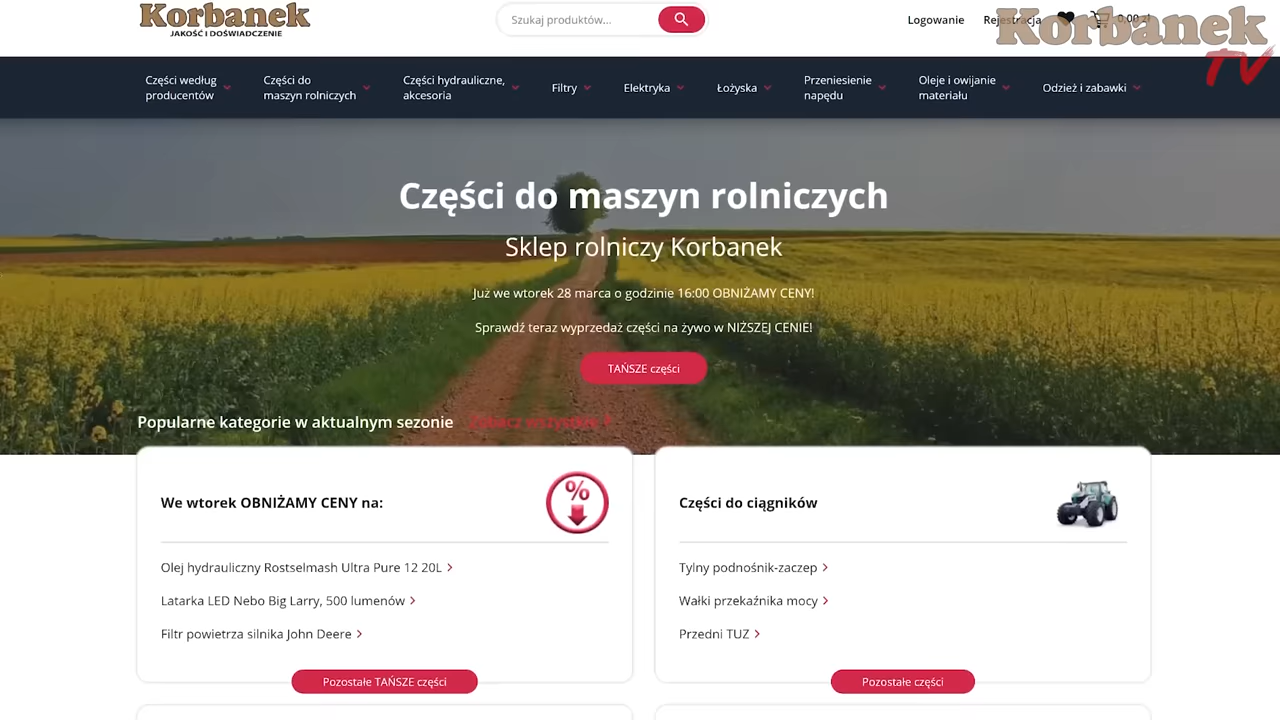 Korbanek
JAKOŚĆ I DOŚWIADCZENIE
Szukaj produktów...
Logowanie
Rejestracja
0,00 zł
Korbanek
TV
Części według
producentów
Części do
maszyn rolniczych
Części hydrauliczne,
akcesoria
Filtry
Elektryka
Łożyska
Przeniesienie
napędu
Oleje i owijanie
materiału
Odzież i zabawki
Części do maszyn rolniczych
Sklep rolniczy Korbanek
Już we wtorek 28 marca o godzinie 16:00 OBNIŻAMY CENY!
Sprawdź teraz wyprzedaż części na żywo w NIŻSZEJ CENIE!
TAŃSZE części
Popularne kategorie w aktualnym sezonie
Zobacz wszystkie
We wtorek OBNIŻAMY CENY na:
%
Olej hydrauliczny Rostselmash Ultra Pure 12 20L
Latarka LED Nebo Big Larry, 500 lumenów
Filtr powietrza silnika John Deere
Pozostałe TAŃSZE części
Części do ciągników
Tylny podnośnik-zaczep
Wałki przekaźnika mocy
Przedni TUZ
Pozostałe części